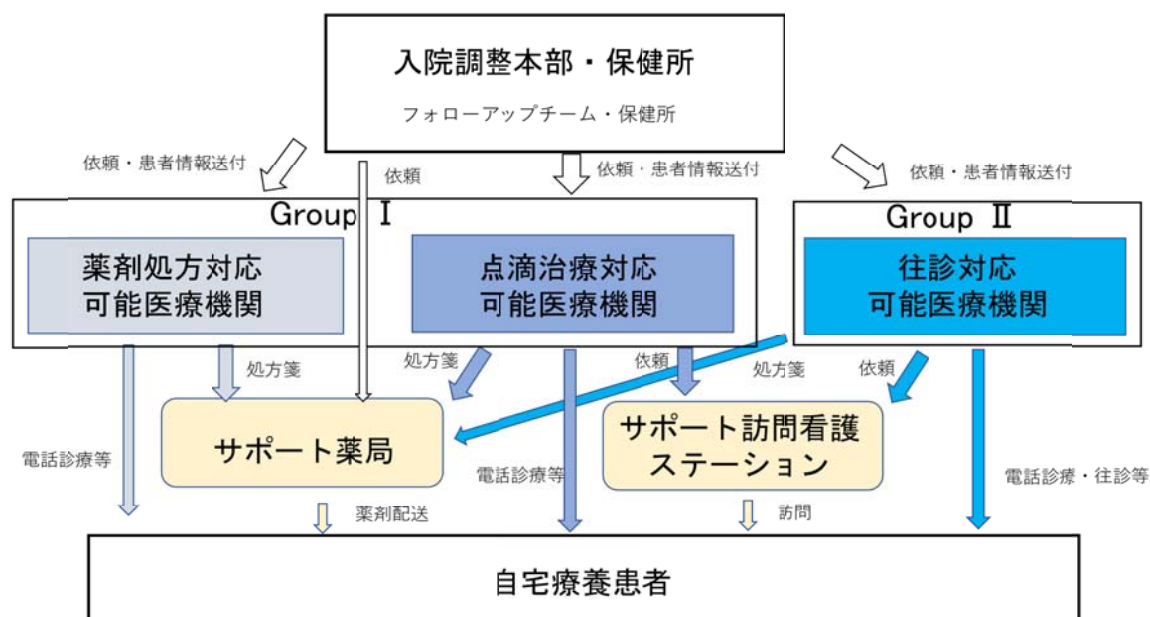 入院調整本部・保健所
フォローアップチーム・保健所
依頼・患者情報送付
依頼
依頼・患者情報送付
依頼・患者情報送付
Group Ⅰ
Group Ⅱ
薬剤処方対応
可能医療機関
点滴治療対応
可能医療機関
往診対応
可能医療機関
処方箋
処方箋
依頼
処方箋
依頼
サポート薬局
サポート訪問看護
ステーション
電話診療等
電話診療等
電話診療・往診等
薬剤配送
訪問
自宅療養患者